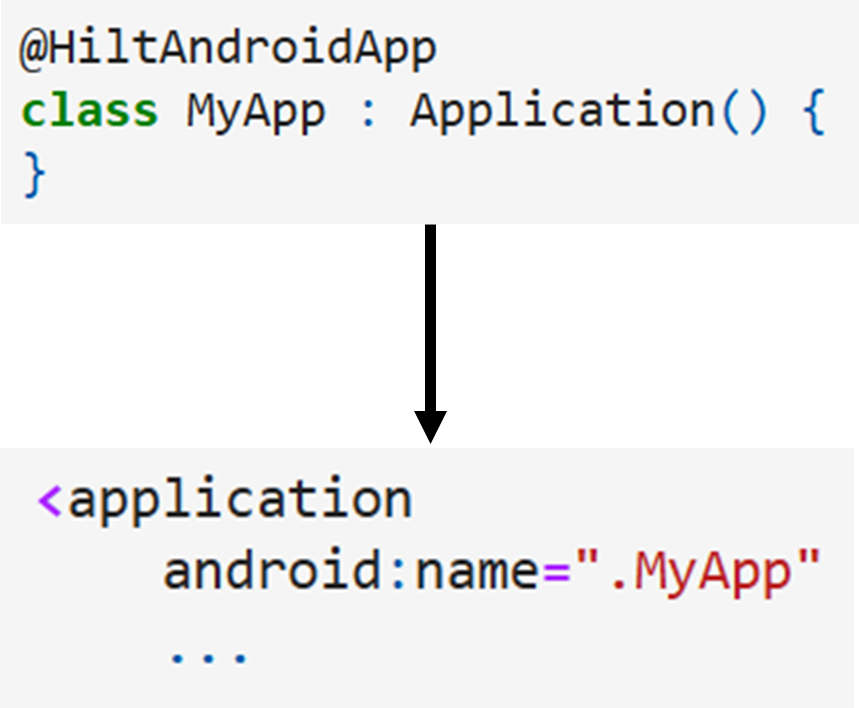 @HiltAndroidApp
class MyApp : Application() {
}
<application
android:name=".MyApp"
...